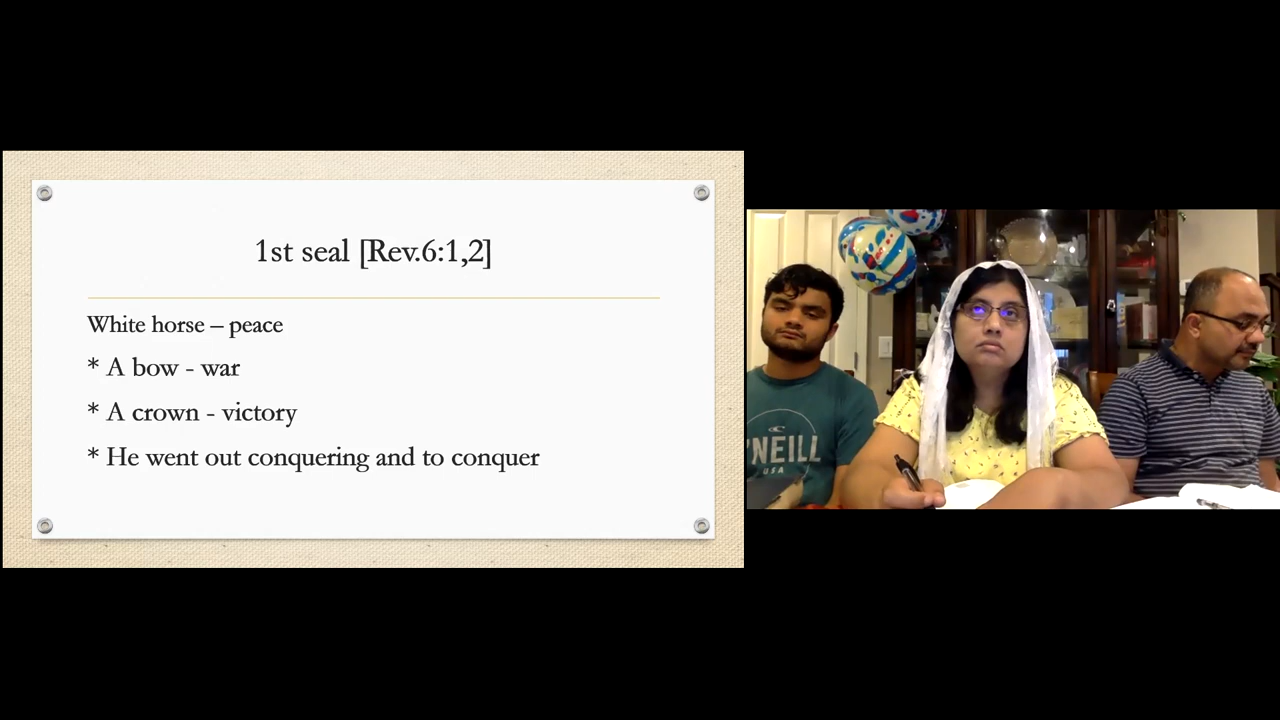 1st seal [Rev.6:1,2]
White horse – peace
* A bow - war
* A crown - victory
* He went out conquering and to conquer
NEILL
USA